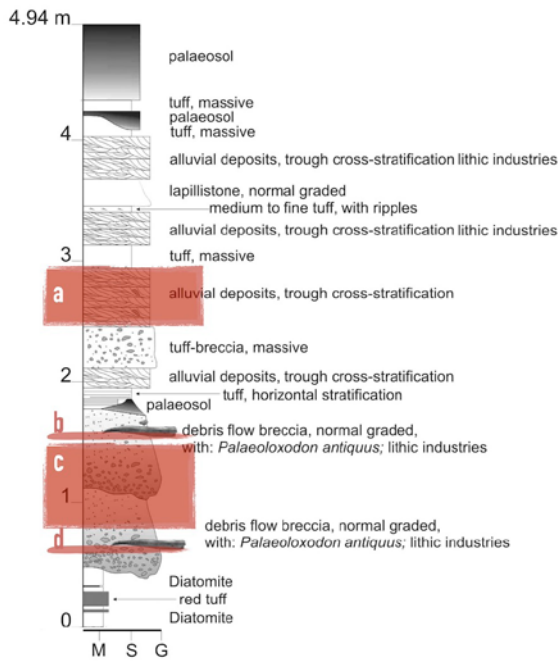 4.94 m
palaeosol
tuff, massive
palaeosol
4
tuff, massive
alluvial deposits, trough cross-stratification lithic industries
lapillistone, normal graded
medium to fine tuff, with ripples
alluvial deposits, trough cross-stratification lithic industries
3
tuff, massive
a
alluvial deposits, trough cross-stratification
tuff-breccia, massive
2
alluvial deposits, trough cross-stratification
tuff, horizontal stratification
palaeosol
b
debris flow breccia, normal graded,
with: Palaeoloxodon antiquus; lithic industries
c
1
debris flow breccia, normal graded,
d
with: Palaeoloxodon antiquus; lithic industries
Diatomite
red tuff
Diatomite
0
M S G